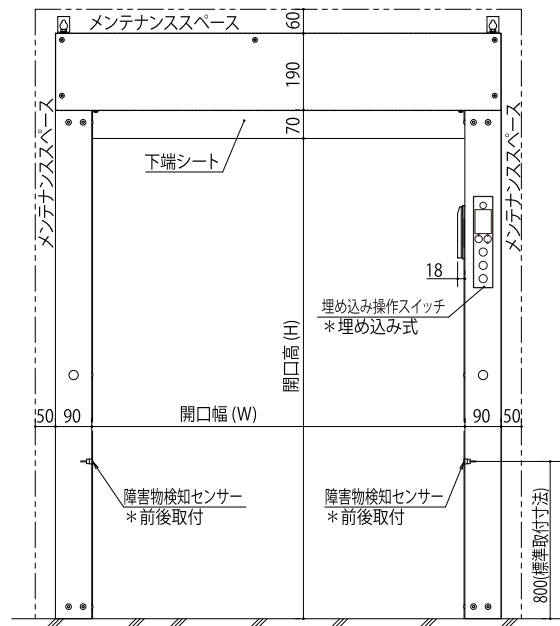 メンテナンススペース
60
190
70
メンテナンススペース
メンテナンススペース
下端シート
18
埋め込み操作スイッチ
＊埋め込み式
開口高 (H)
50
90
開口幅 (W)
90
50
障害物検知センサー
＊前後取付
障害物検知センサー
＊前後取付
800(標準取付寸法)